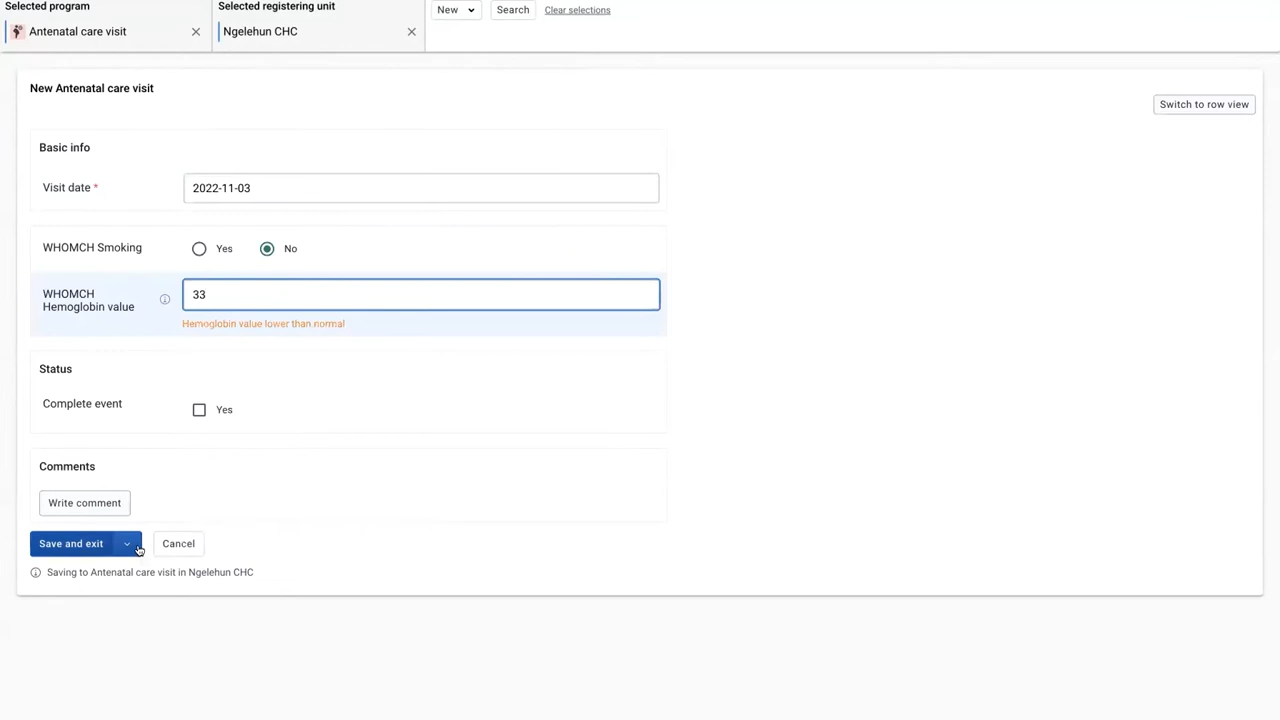 Selected program
Antenatal care visit
Selected registering unit
Ngelehun CHC
New
Search
Clear selections
New Antenatal care visit
Switch to row view
Basic info
Visit date *
2022-11-03
WHOMCH Smoking
Yes
No
WHOMCH
Hemoglobin value
33
Hemoglobin value lower than normal
Status
Complete event
Yes
Comments
Write comment
Save and exit
Cancel
Saving to Antenatal care visit in Ngelehun CHC